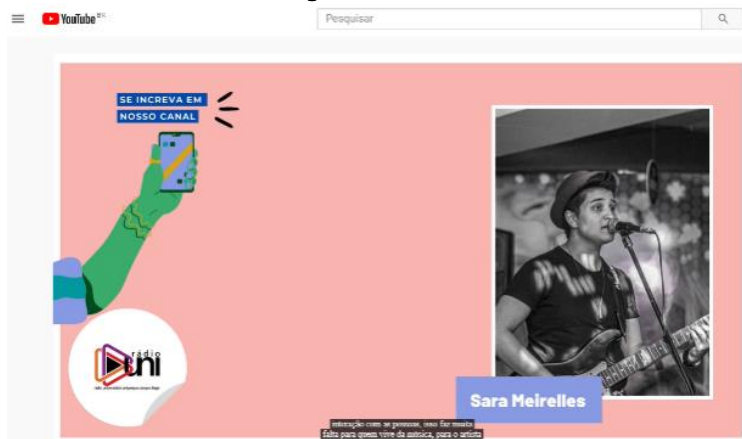 YouTube BR
Pesquisar
SE INCREVA EM
NOSSO CANAL
rádio
uni
Sara Meirelles
interação com as pessoas, isso faz muita
falta para quem vive da música, para o artista